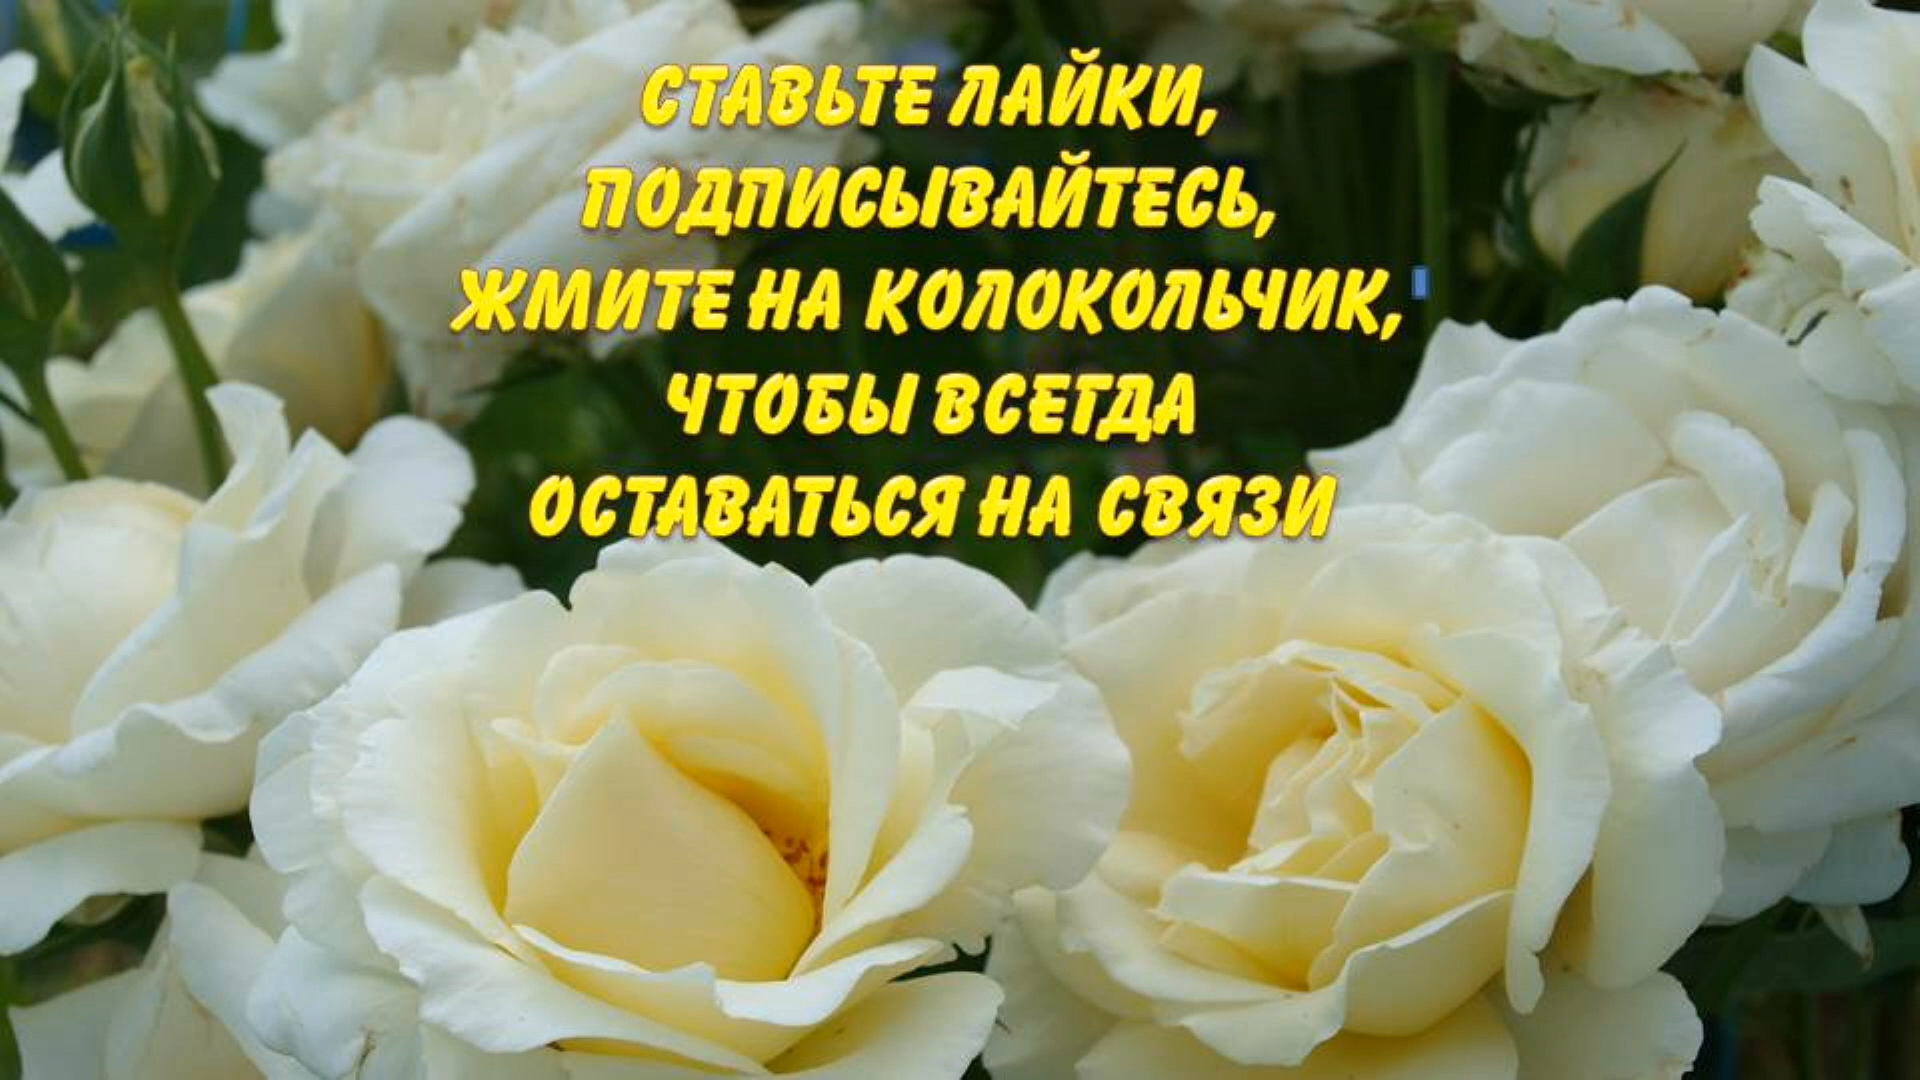 СТАВЬТЕ ЛАЙКИ,
ПОДПИСЫВАЙТЕСЬ,
ЖМИТЕ НА КОЛОКОЛЬЧИК,
ЧТОБЫ ВСЕГДА
ОСТАВАТЬСЯ НА СВЯЗИ